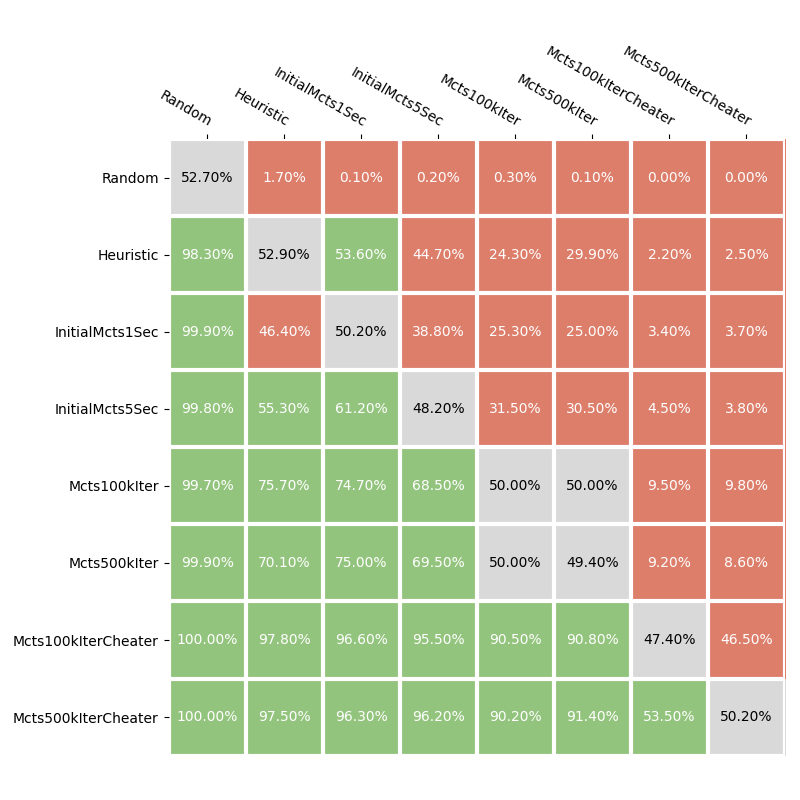 Random Heuristic InitialMcts1Sec InitialMcts5Sec Mcts100kIter Mcts500kIter Mcts100kIterCheater Mcts500kIterCheater
Random 52.70% 1.70% 0.10% 0.20% 0.30% 0.10% 0.00% 0.00%
Heuristic 98.30% 52.90% 53.60% 44.70% 24.30% 29.90% 2.20% 2.50%
InitialMcts1Sec 99.90% 46.40% 50.20% 38.80% 25.30% 25.00% 3.40% 3.70%
InitialMcts5Sec 99.80% 55.30% 61.20% 48.20% 31.50% 30.50% 4.50% 3.80%
Mcts100kIter 99.70% 75.70% 74.70% 68.50% 50.00% 50.00% 9.50% 9.80%
Mcts500kIter 99.90% 70.10% 75.00% 69.50% 50.00% 49.40% 9.20% 8.60%
Mcts100kIterCheater 100.00% 97.80% 96.60% 95.50% 90.50% 90.80% 47.40% 46.50%
Mcts500kIterCheater 100.00% 97.50% 96.30% 96.20% 90.20% 91.40% 53.50% 50.20%